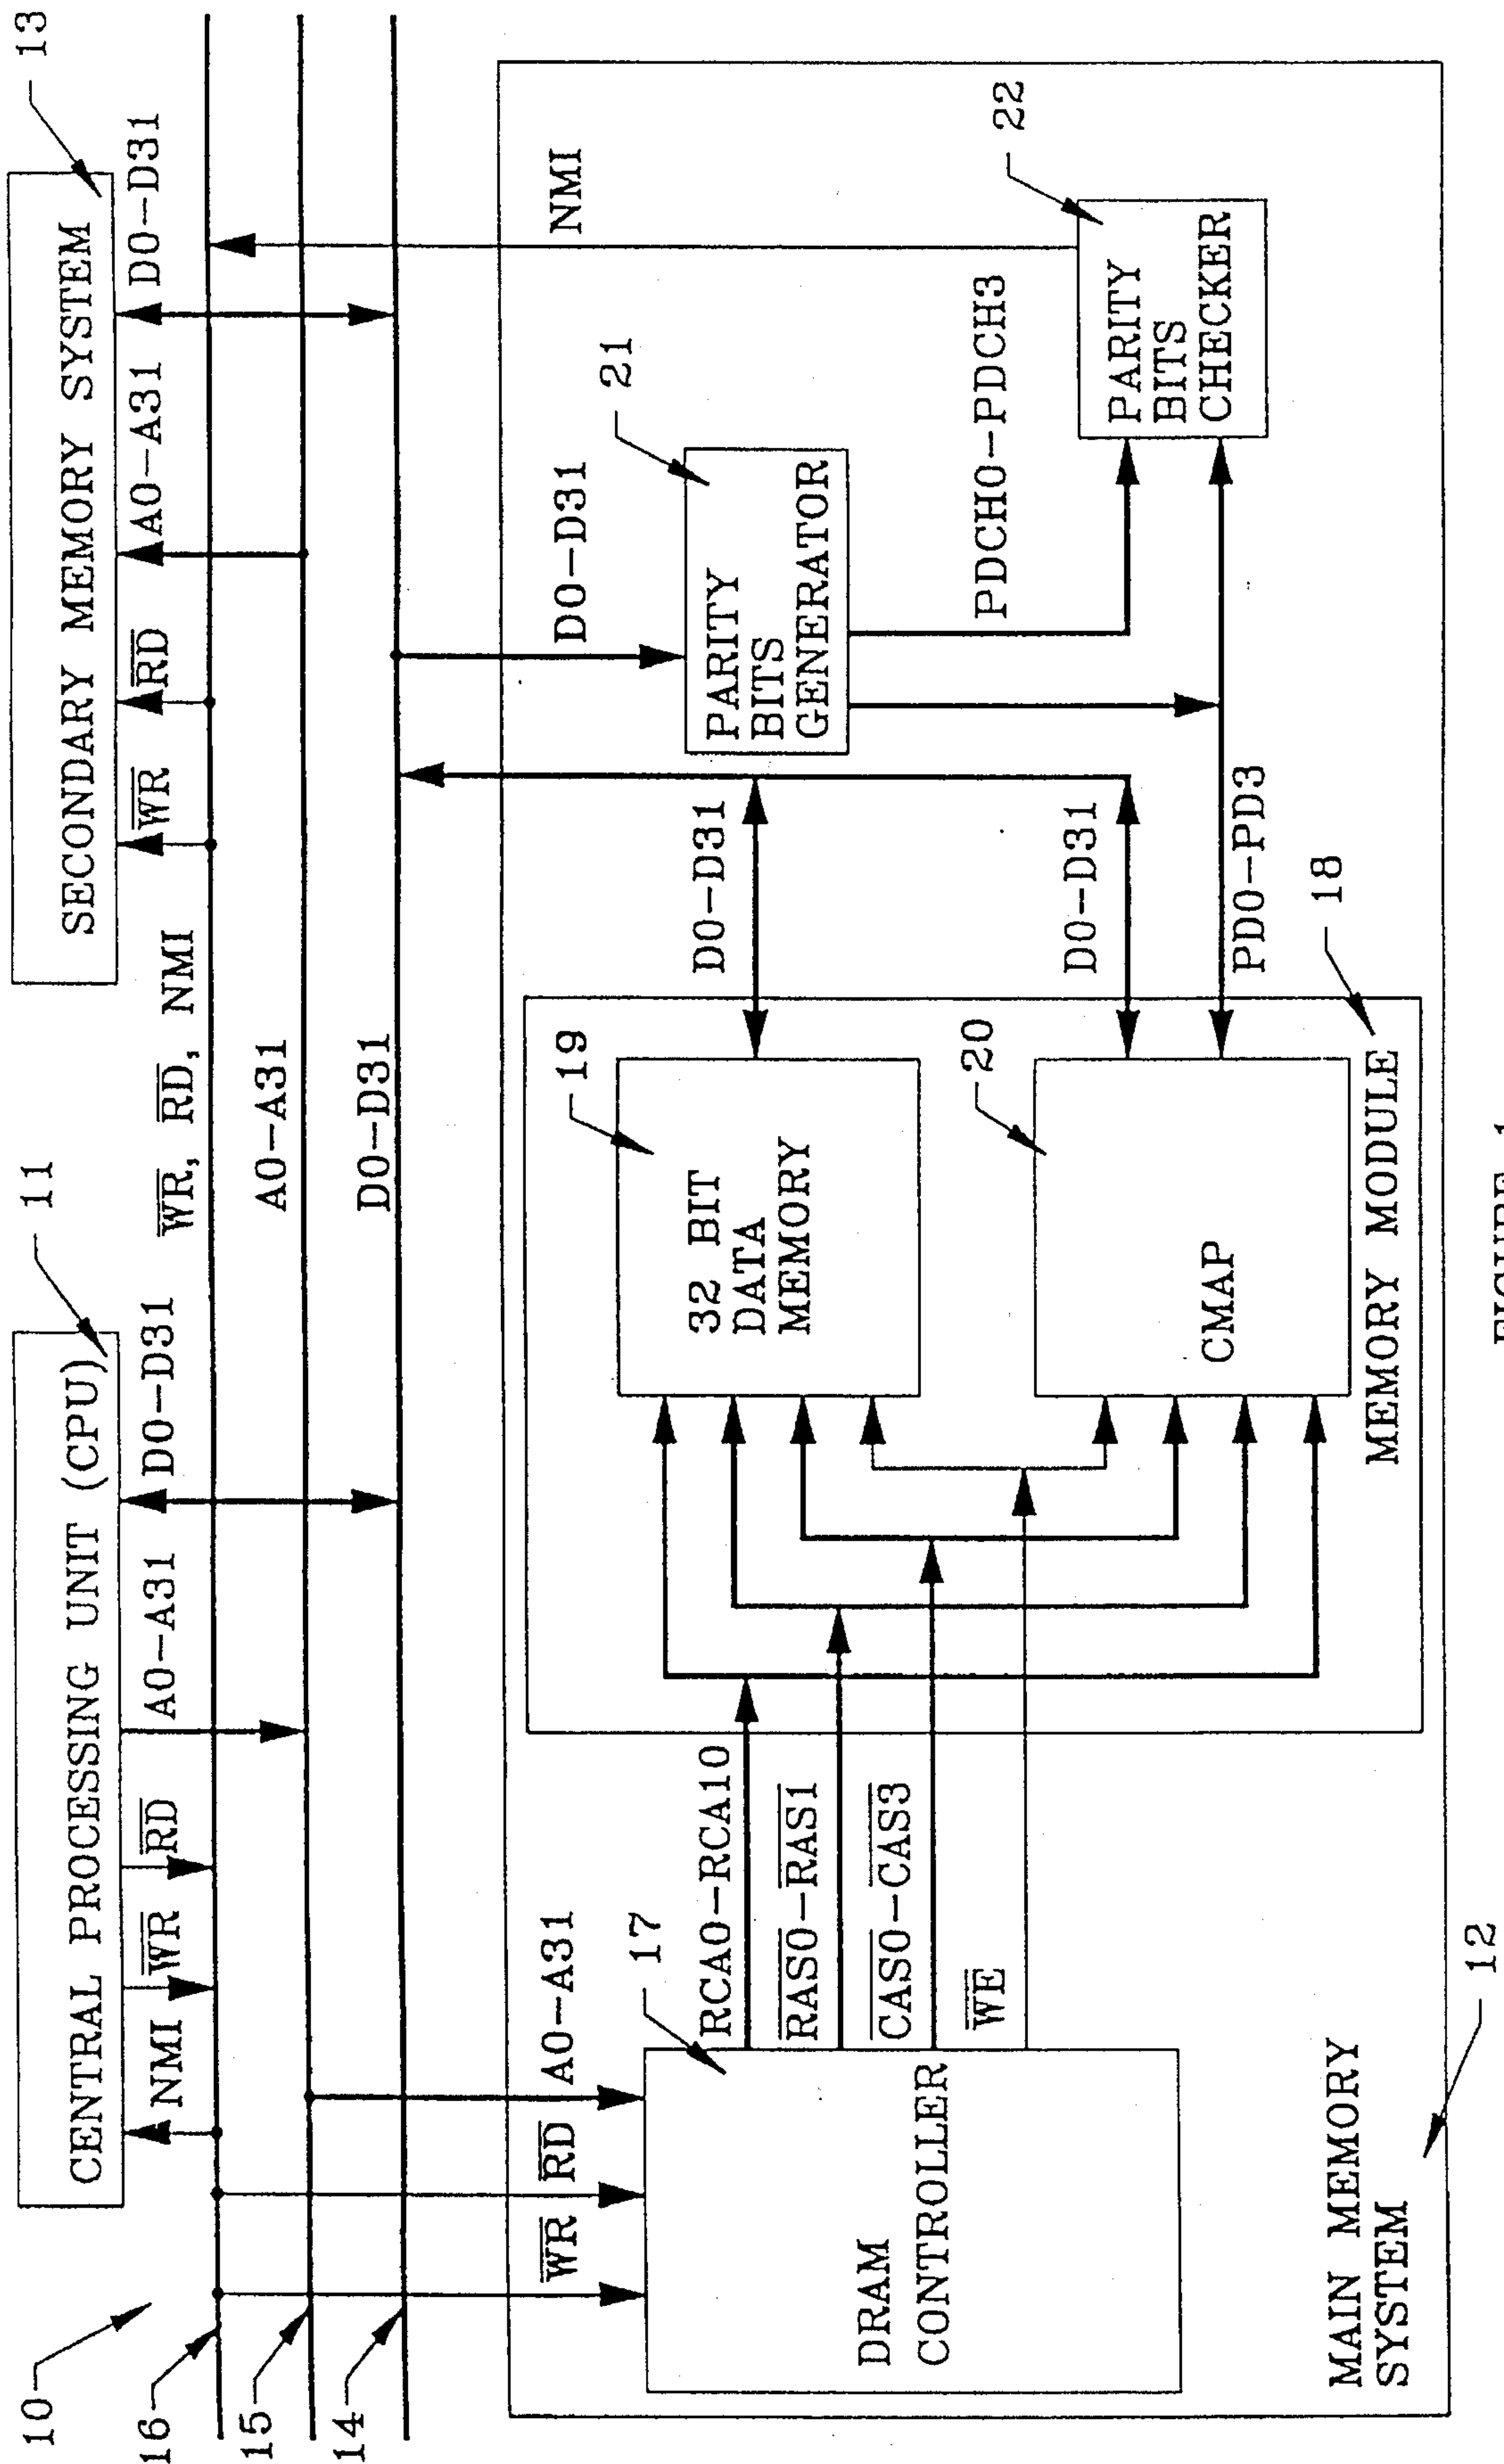 10
16
15
14
CENTRAL PROCESSING UNIT (CPU)
11
NMI
WR
RD
A0-A31
D0-D31
SECONDARY MEMORY SYSTEM
13
WR
RD
A0-A31
D0-D31
WR, RD, NMI
A0-A31
D0-D31
WR
RD
A0-A31
17
DRAM
CONTROLLER
RCA0-RCA10
RAS0-RAS1
CAS0-CAS3
WE
19
32 BIT
DATA
MEMORY
20
CMAP
MEMORY MODULE
18
D0-D31
D0-D31
PD0-PD3
D0-D31
21
PARITY
BITS
GENERATOR
PDCH0-PDCH3
NMI
22
PARITY
BITS
CHECKER
MAIN MEMORY
SYSTEM
12
FIGURE 1